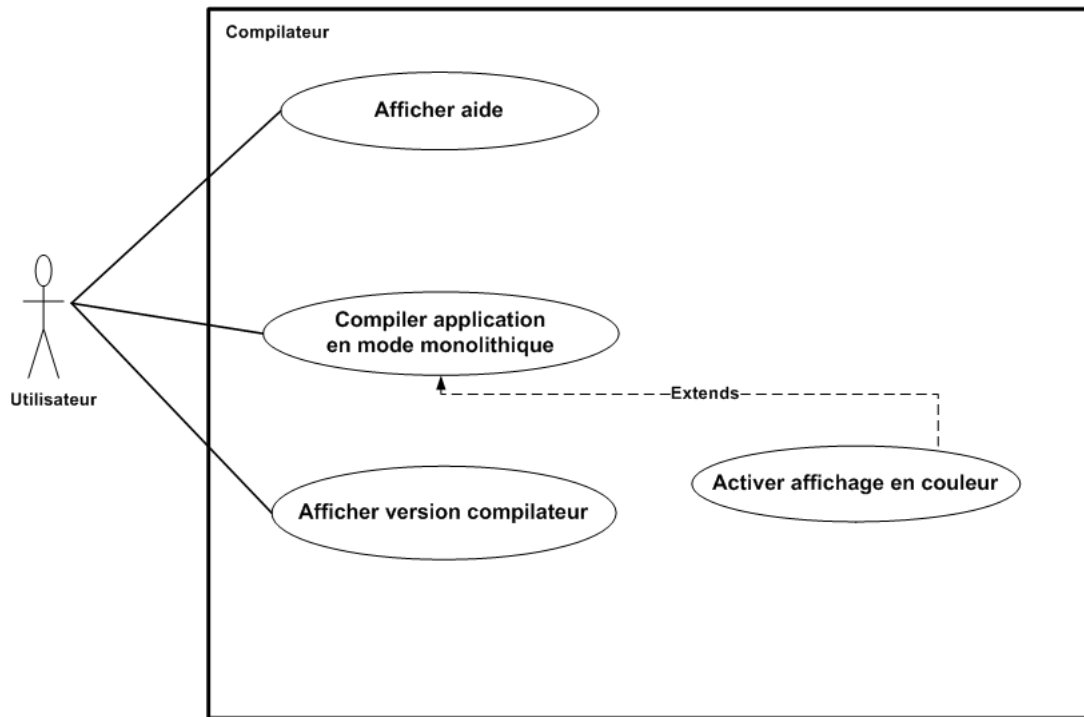 Compilateur
Afficher aide
Compiler application
en mode monolithique
Utilisateur
Extends
Activer affichage en couleur
Afficher version compilateur